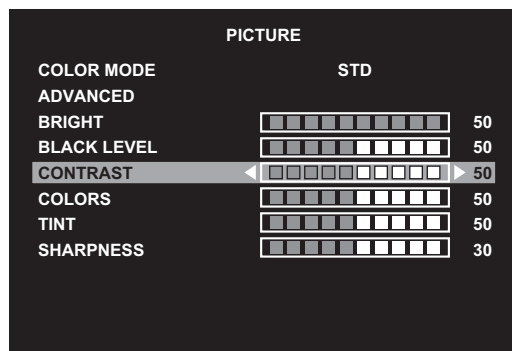 PICTURE
COLOR MODE STD
ADVANCED
BRIGHT 50
BLACK LEVEL 50
CONTRAST 50
COLORS 50
TINT 50
SHARPNESS 30